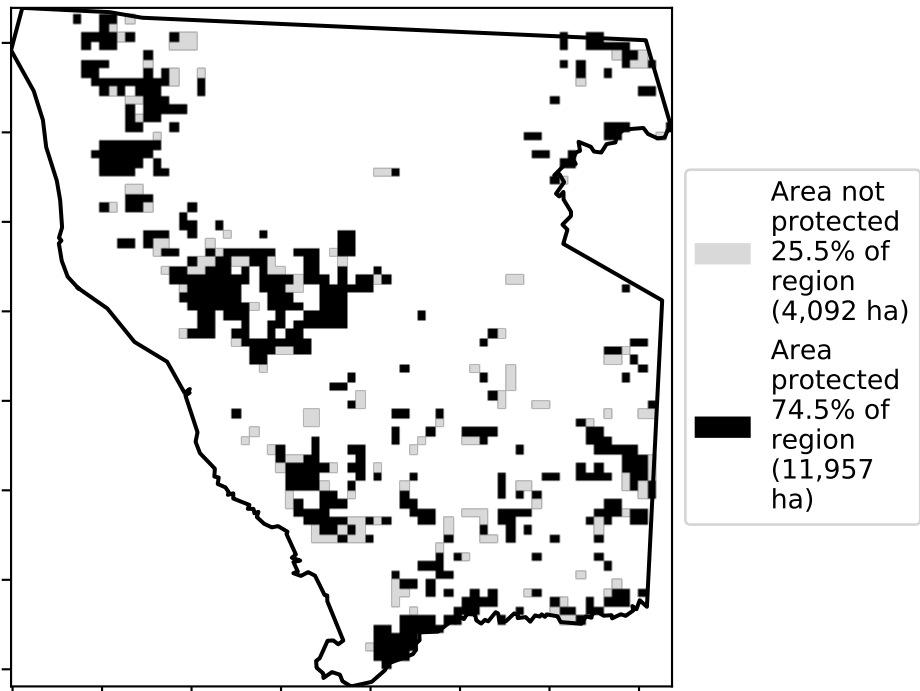 Area not
protected
25.5% of
region
(4,092 ha)
Area
protected
74.5% of
region
(11,957
ha)